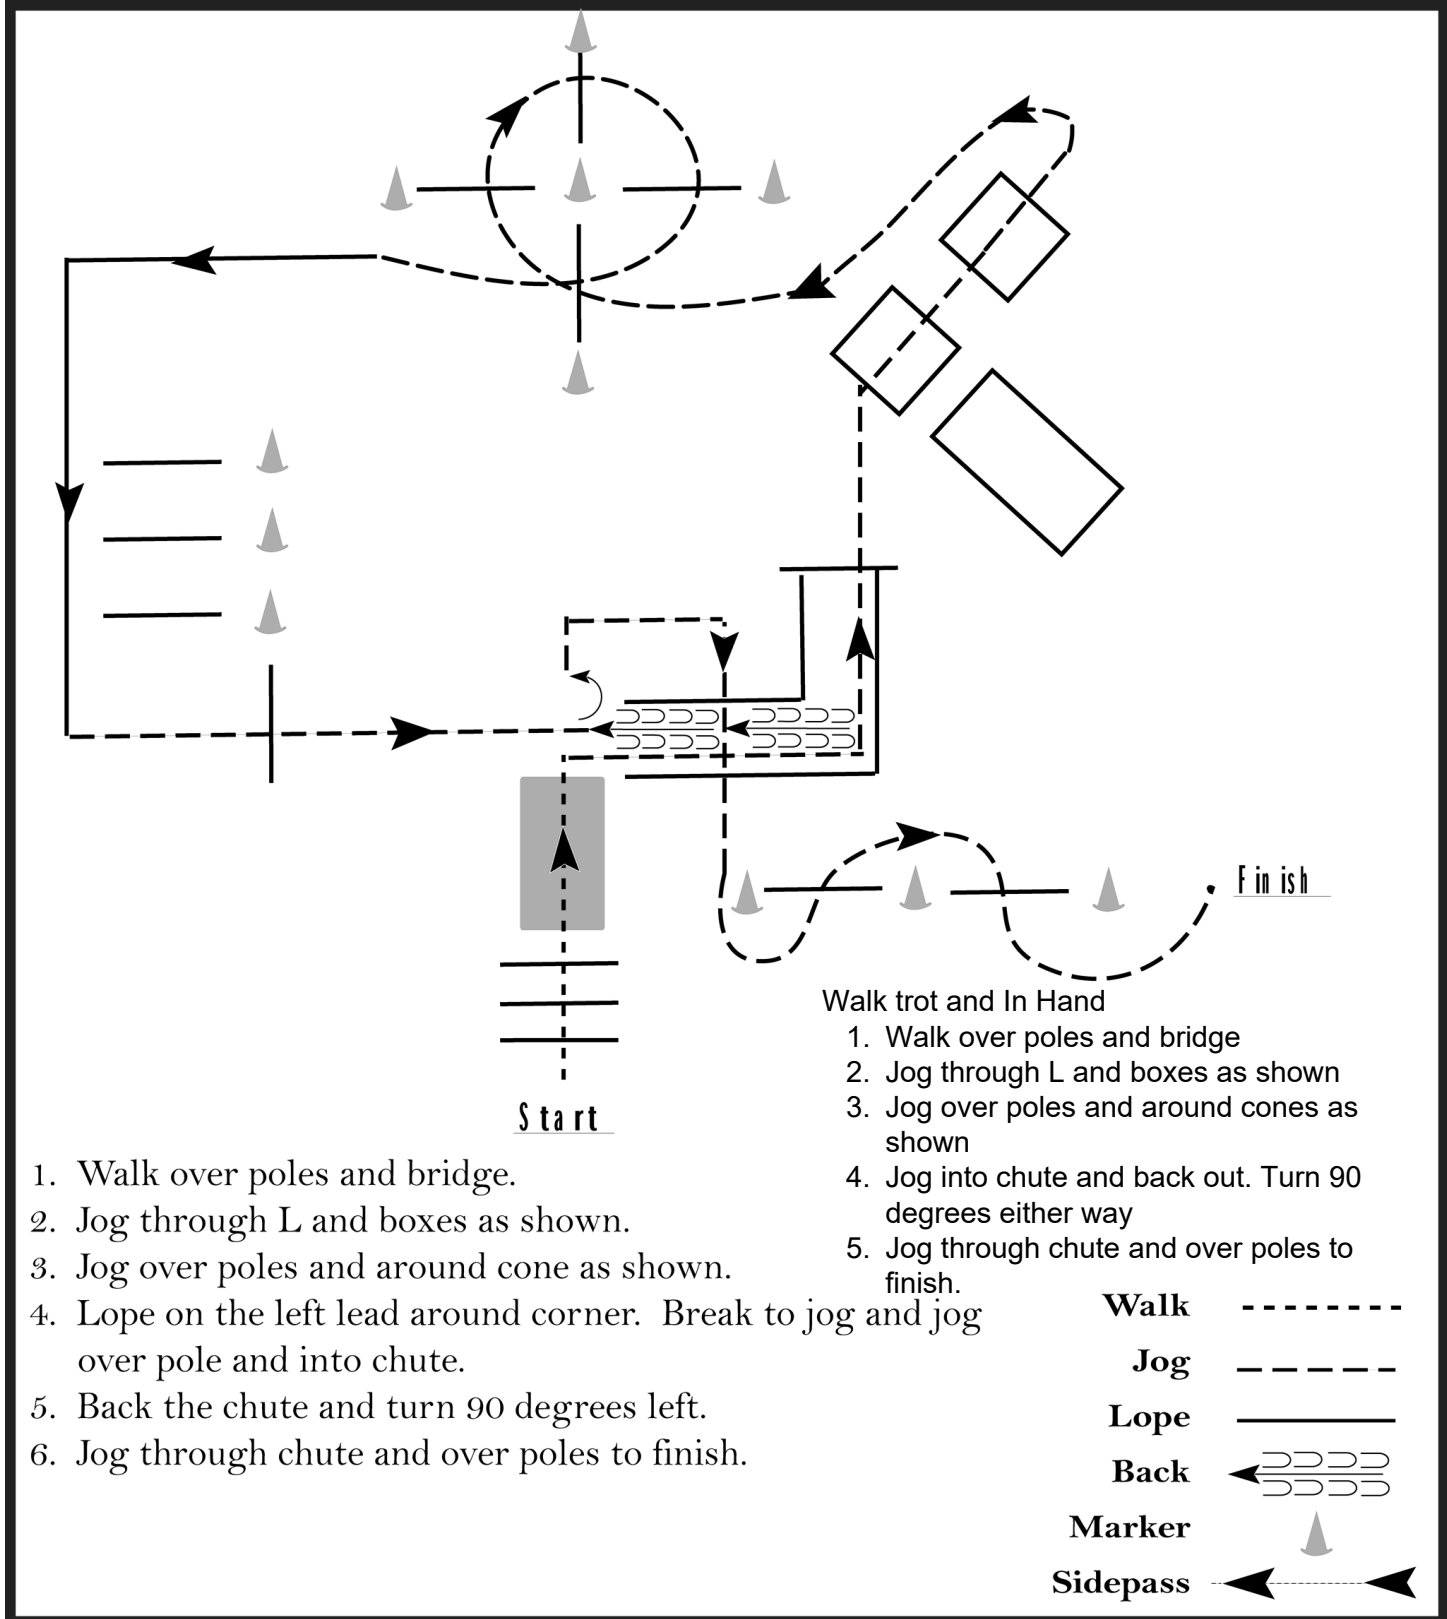 Finish
Start
Walk trot and In Hand
1. Walk over poles and bridge
2. Jog through L and boxes as shown
3. Jog over poles and around cones as
shown
4. Jog into chute and back out. Turn 90
degrees either way
5. Jog through chute and over poles to
finish.
1. Walk over poles and bridge.
2. Jog through L and boxes as shown.
3. Jog over poles and around cone as shown.
4. Lope on the left lead around corner. Break to jog and jog
over pole and into chute.
5. Back the chute and turn 90 degrees left.
6. Jog through chute and over poles to finish.
Walk
Jog
Lope
Back
Marker
Sidepass